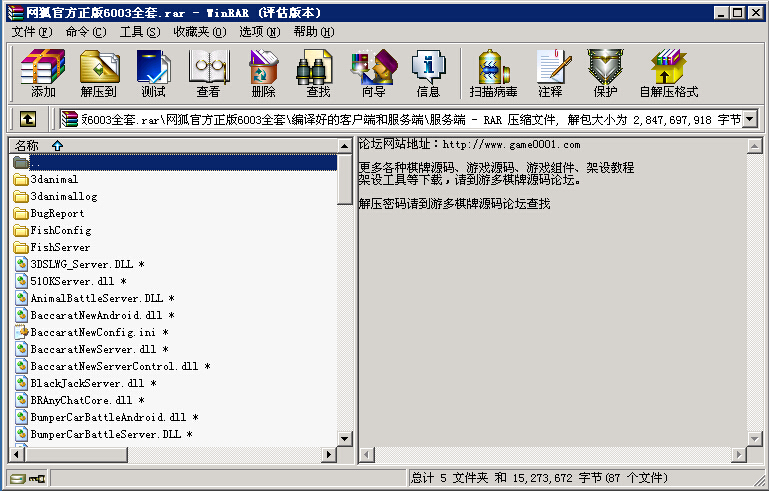 网狐官方正版6003全套.rar - WinRAR (评估版本)
文件(F) 命令(C) 工具(S) 收藏夹(O) 选项(N) 帮助(H)
添加 解压到 测试 查看 删除 查找 向导 信息 扫描病毒 注释 保护 自解压格式
6003全套.rar\网狐官方正版6003全套\编译好的客户端和服务端\服务端 - RAR 压缩文件, 解包大小为 2,847,697,918 字节
名称
..
3danimal
3danimallog
BugReport
FishConfig
FishServer
3DSLWG_Server.DLL *
510KServer.dll *
AnimalBattleServer.DLL *
BaccaratNewAndroid.dll *
BaccaratNewConfig.ini *
BaccaratNewServer.dll *
BaccaratNewServerControl.dll *
BlackJackServer.dll *
BRAnyChatCore.dll *
BumperCarBattleAndroid.dll *
BumperCarBattleServer.DLL *
论坛网站地址：http://www.game0001.com
更多各种棋牌源码、游戏源码、游戏组件、架设教程
架设工具等下载，请到游多棋牌源码论坛。
解压密码请到游多棋牌源码论坛查找
总计 5 文件夹 和 15,273,672 字节(87 个文件)